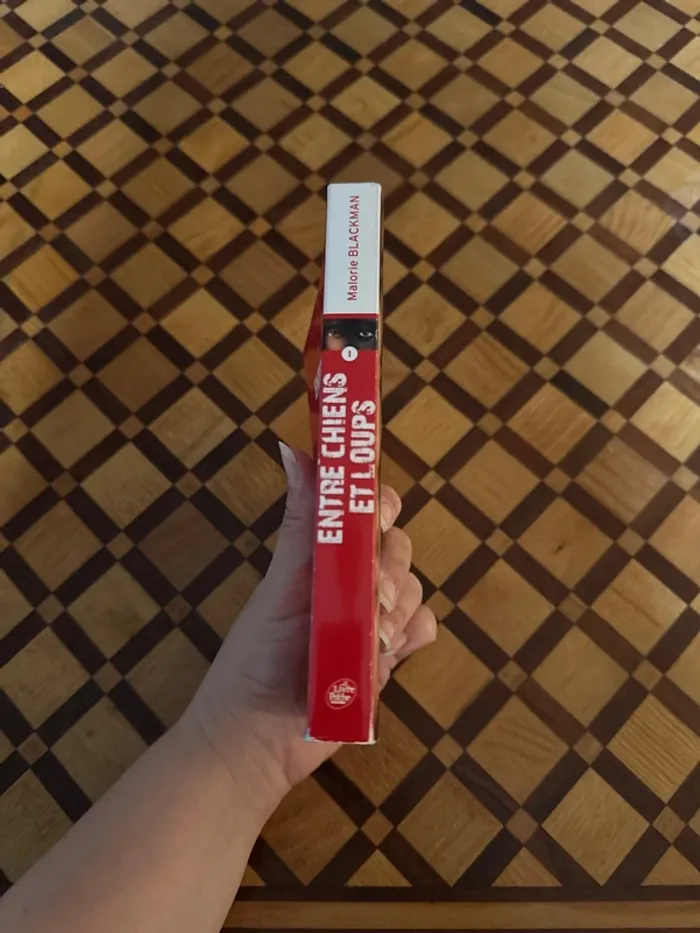 Malorie BLACKMAN
1
ENTRE CHIENS
ET LOUPS